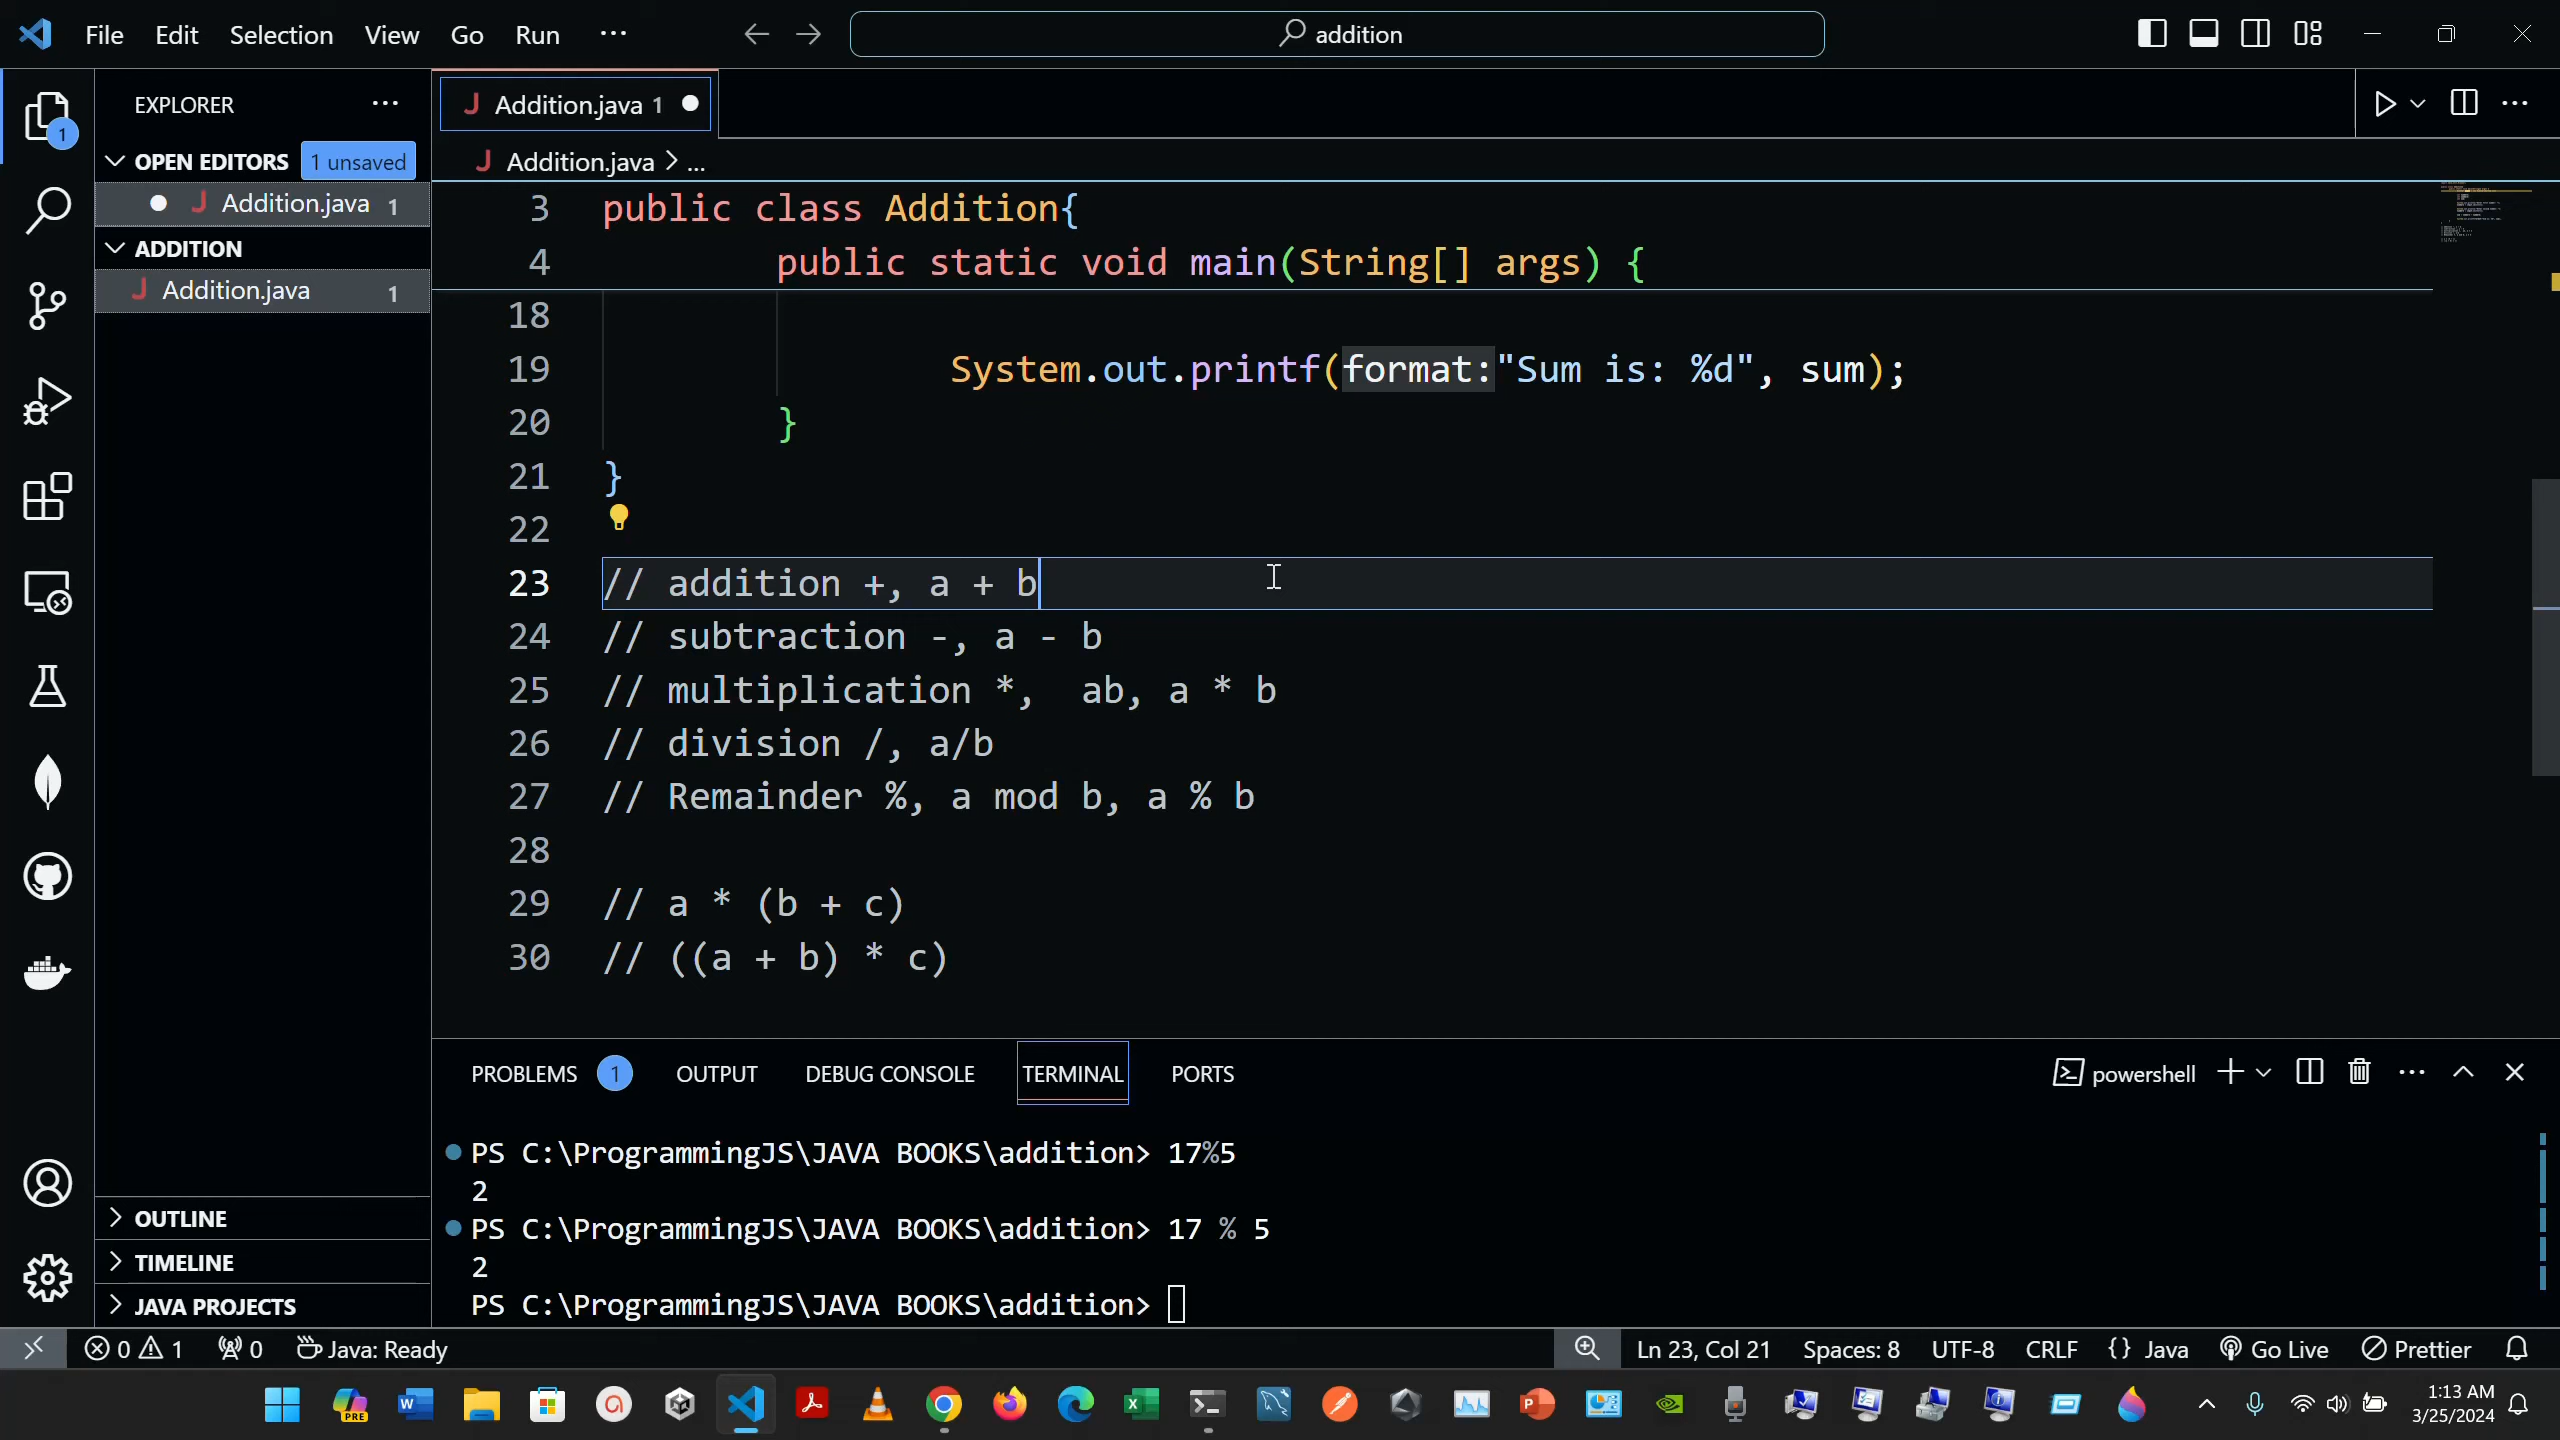 File Edit Selection View Go Run ... addition
EXPLORER ...
OPEN EDITORS 1 unsaved
Addition.java 1
ADDITION
Addition.java 1
OUTLINE
TIMELINE
JAVA PROJECTS
Addition.java 1
Addition.java > ...
3 public class Addition{
4 public static void main(String[] args) {
18
19 System.out.printf(format:"Sum is: %d", sum);
20 }
21 }
22
23 // addition +, a + b
24 // subtraction -, a - b
25 // multiplication *,  ab, a * b
26 // division /, a/b
27 // Remainder %, a mod b, a % b
28
29 // a * (b + c)
30 // ((a + b) * c)
PROBLEMS 1 OUTPUT DEBUG CONSOLE TERMINAL PORTS powershell
PS C:\ProgrammingJS\JAVA BOOKS\addition> 17%5
2
PS C:\ProgrammingJS\JAVA BOOKS\addition> 17 % 5
2
PS C:\ProgrammingJS\JAVA BOOKS\addition>
0 1 0 Java: Ready Ln 23, Col 21 Spaces: 8 UTF-8 CRLF {} Java Go Live Prettier
PRE
1:13 AM
3/25/2024